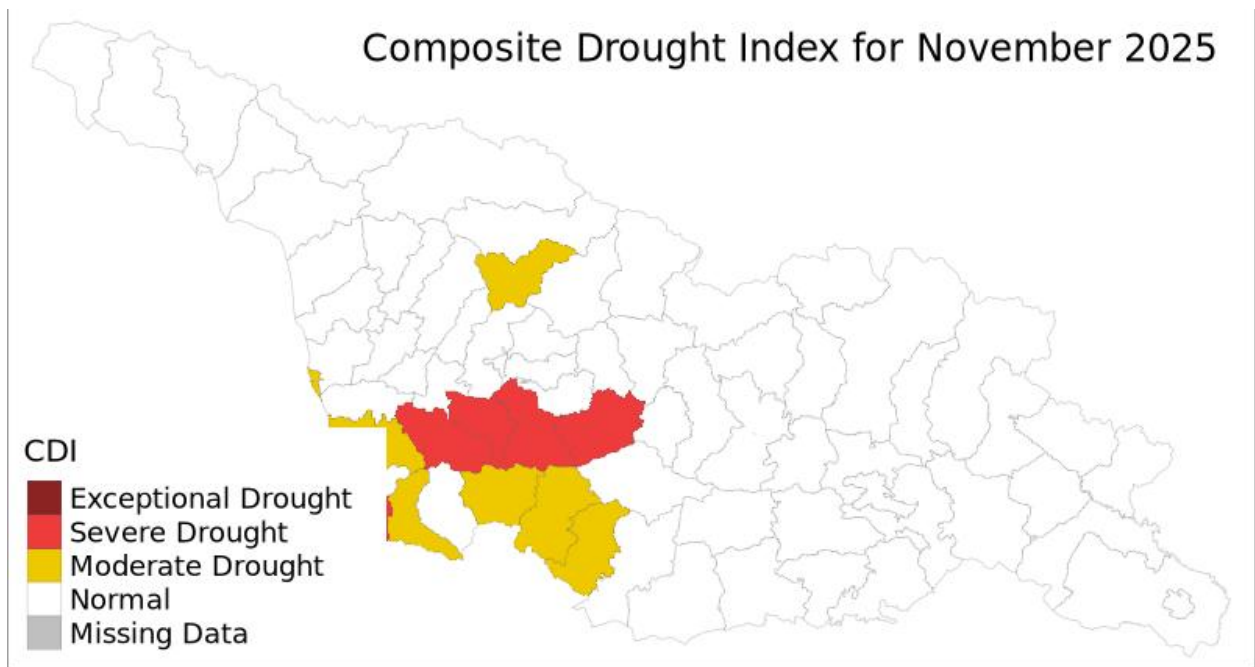 Composite Drought Index for November 2025
CDI
Exceptional Drought
Severe Drought
Moderate Drought
Normal
Missing Data